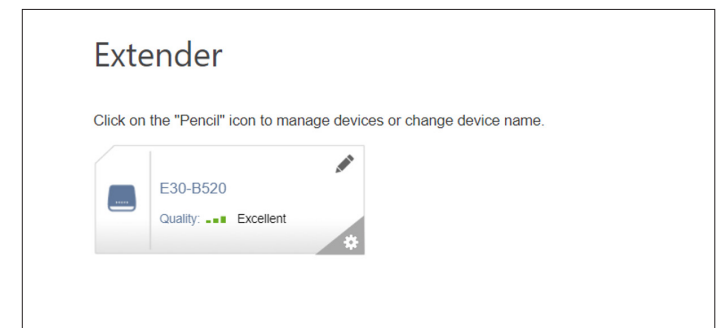 Extender
Click on the "Pencil" icon to manage devices or change device name.
E30-B520
Quality: Excellent